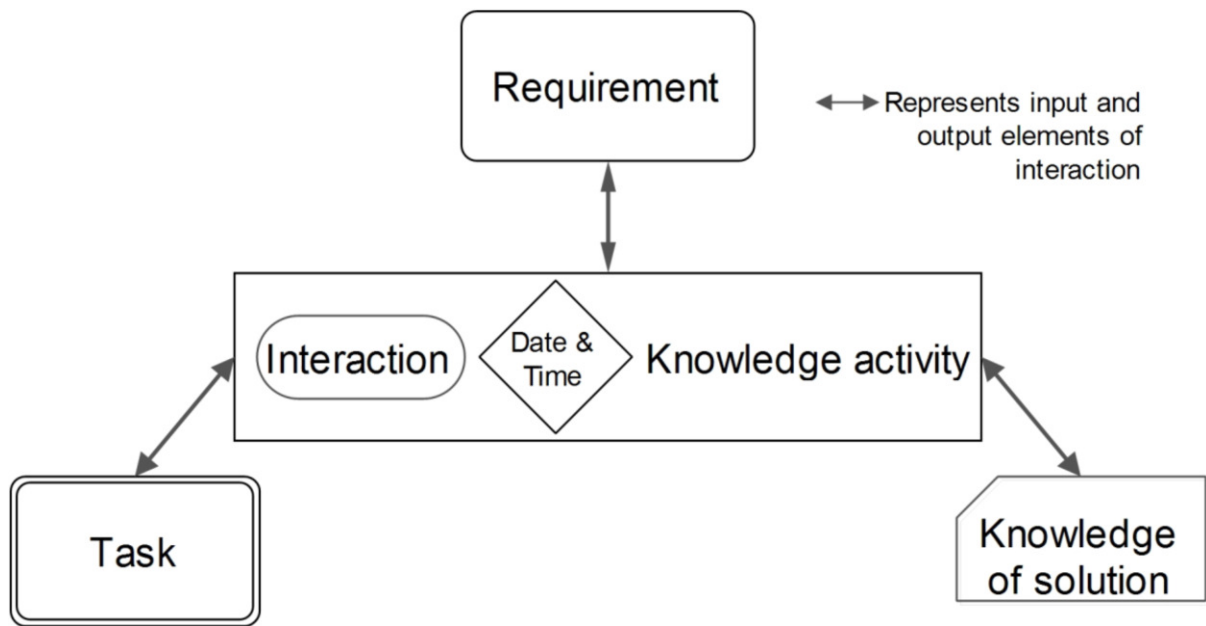 Requirement
Represents input and
output elements of
interaction
Interaction
Date &
Time
Knowledge activity
Task
Knowledge
of solution